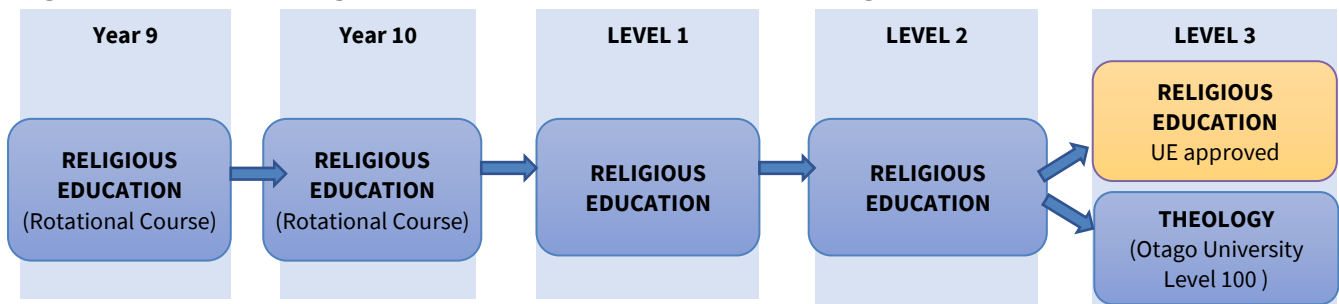 Year 9
RELIGIOUS
EDUCATION
(Rotational Course)
Year 10
RELIGIOUS
EDUCATION
(Rotational Course)
LEVEL 1
RELIGIOUS
EDUCATION
LEVEL 2
RELIGIOUS
EDUCATION
LEVEL 3
RELIGIOUS
EDUCATION
UE approved
THEOLOGY
(Otago University
Level 100 )